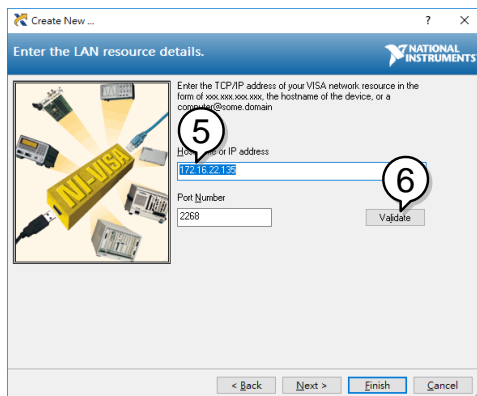 Create New ...
? ×
Enter the LAN resource details.
NATIONAL
INSTRUMENTS
Enter the TCP/IP address of your VISA network resource in the
form of xxx.xxx.xxx.xxx, the hostname of the device, or a
computer@some.domain
5
or IP address
172.16.22.135
6
Port Number
2268
Validate
NI-VISA
< Back
Next >
Finish
Cancel